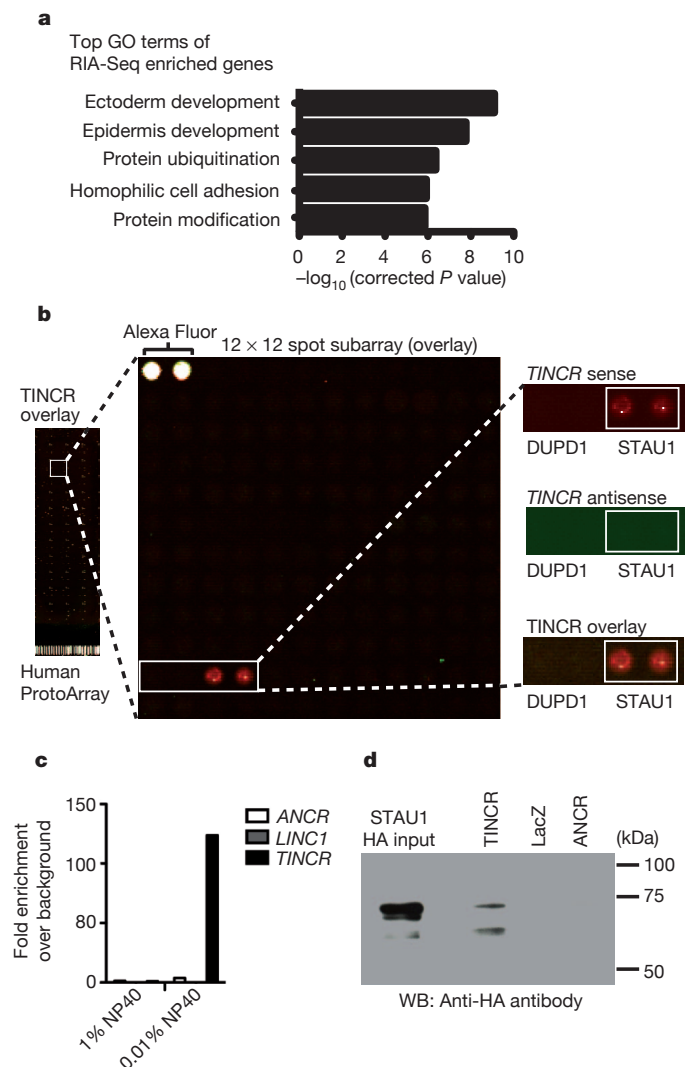 a
Top GO terms of
RIA-Seq enriched genes
Ectoderm development
Epidermis development
Protein ubiquitination
Homophilic cell adhesion
Protein modification
0 2 4 6 8 10
–log10 (corrected P value)
b
Alexa Fluor
12 × 12 spot subarray (overlay)
TINCR
overlay
Human
ProtoArray
TINCR sense
DUPD1 STAU1
TINCR antisense
DUPD1 STAU1
TINCR overlay
DUPD1 STAU1
c
Fold enrichment
over background
150
100
80
0
1% NP40
0.01% NP40
ANCR
LINC1
TINCR
d
STAU1
HA input
TINCR
LacZ
ANCR
(kDa)
100
75
50
WB: Anti-HA antibody